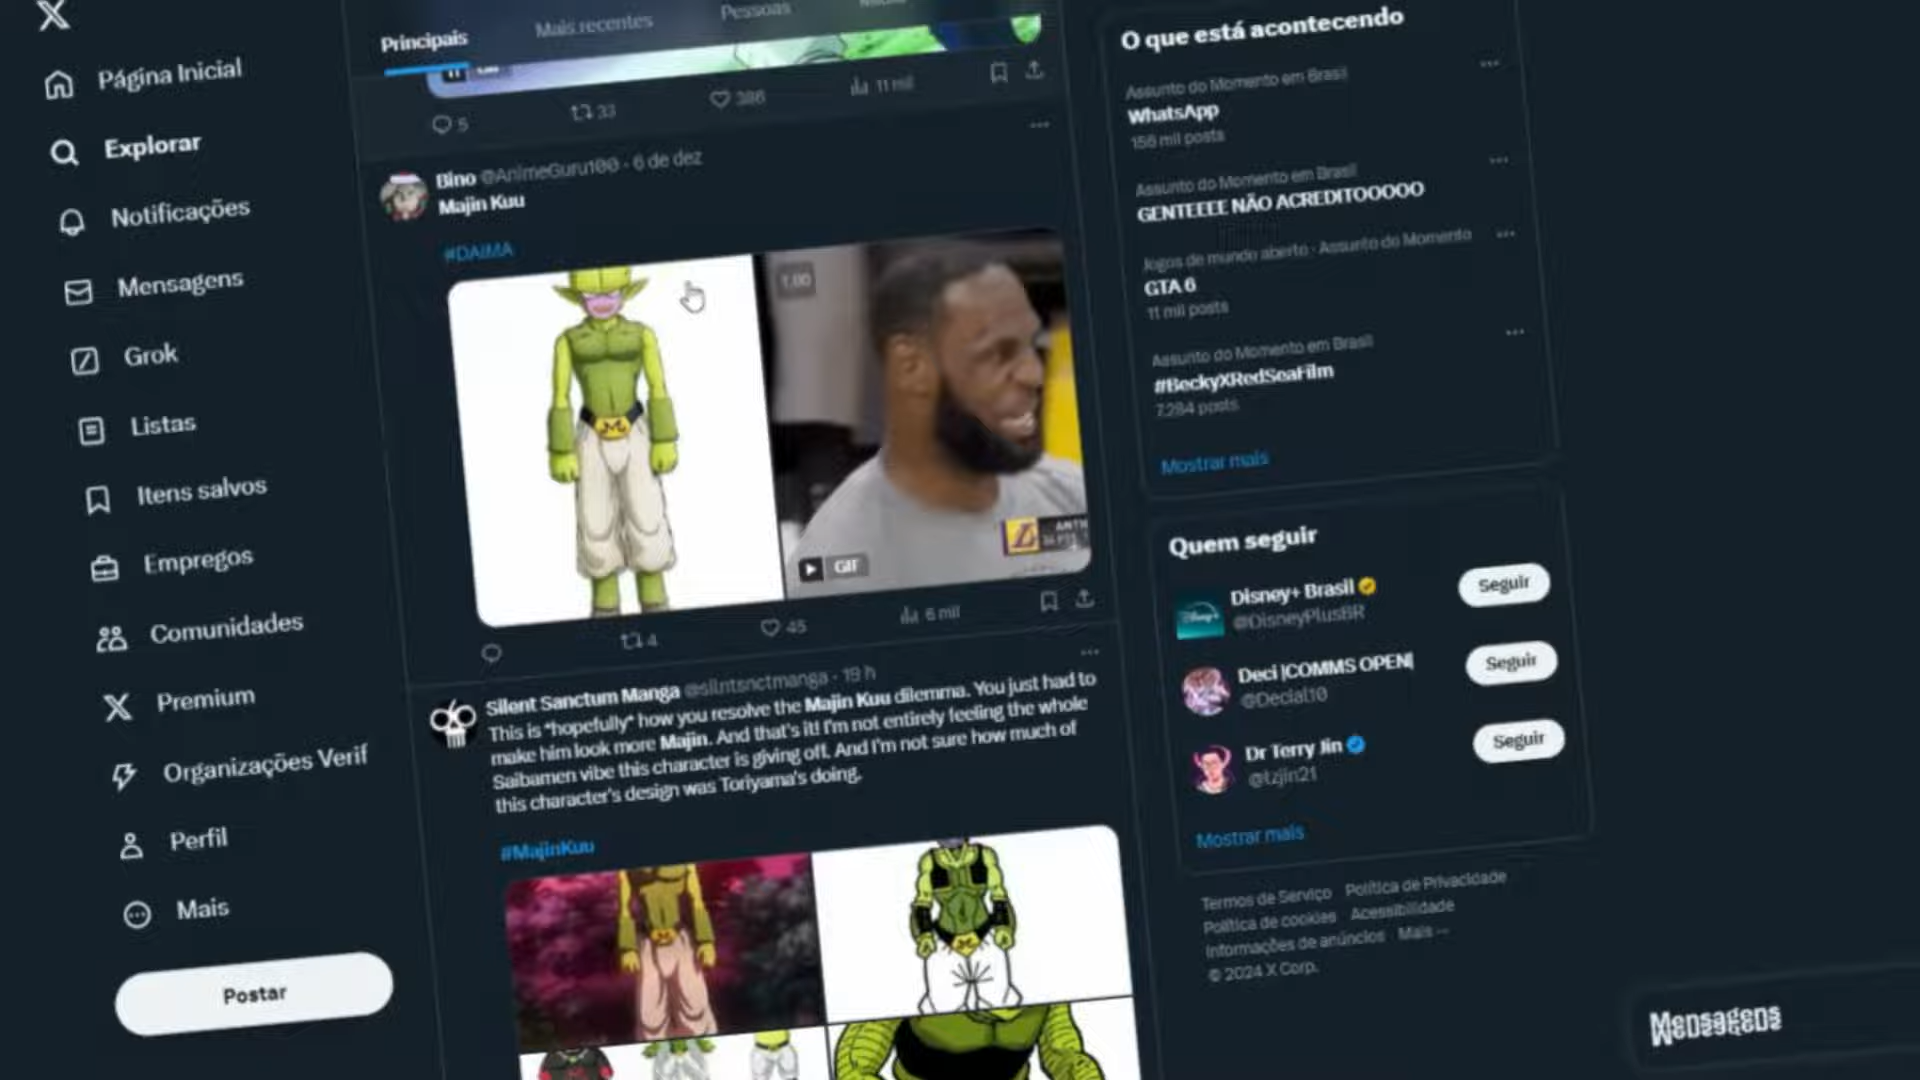 Página Inicial
Explorar
Notificações
Mensagens
Grok
Listas
Itens salvos
Empregos
Comunidades
Premium
Organizações Verif
Perfil
Mais
Postar
Principais
Mais recentes
Pessoas
5
33
386
11 mil
Bino @AnimeGuru100 · 6 de dez
Majin Kuu
#DAIMA
1.00
GIF
ANTH
4
45
6 mil
Silent Sanctum Manga @silntsnctmanga · 19 h
This is *hopefully* how you resolve the Majin Kuu dilemma. You just had to
make him look more Majin. And that's it! I'm not entirely feeling the whole
Saibamen vibe this character is giving off. And I'm not sure how much of
this character's design was Toriyama's doing.
#MajinKuu
O que está acontecendo
Assunto do Momento em Brasil
WhatsApp
156 mil posts
Assunto do Momento em Brasil
GENTEEEE NÃO ACREDITOOOOO
Jogos de mundo aberto · Assunto do Momento
GTA 6
11 mil posts
Assunto do Momento em Brasil
#BeckyXRedSeaFilm
7.284 posts
Mostrar mais
Quem seguir
Disney+ Brasil
@DisneyPlusBR
Seguir
Deci |COMMS OPEN|
@Decial10
Seguir
Dr Terry Jin
@tzjin21
Seguir
Mostrar mais
Termos de Serviço Política de Privacidade
Política de cookies Acessibilidade
Informações de anúncios Mais ···
© 2024 X Corp.
Mensagens